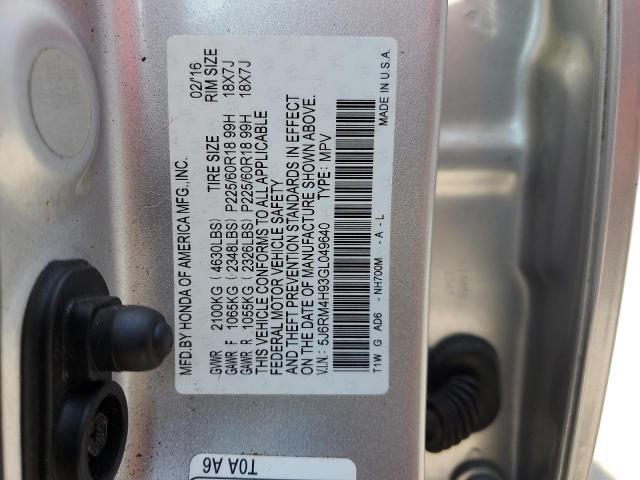 MFD.BY HONDA OF AMERICA MFG.,INC. 02/16
TIRE SIZE RIM SIZE
GVWR 2100KG (4630LBS)
GAWR F 1065KG (2348LBS) P225/60R18 99H 18X7J
GAWR R 1055KG (2326LBS) P225/60R18 99H 18X7J
THIS VEHICLE CONFORMS TO ALL APPLICABLE
FEDERAL MOTOR VEHICLE SAFETY
AND THEFT PREVENTION STANDARDS IN EFFECT
ON THE DATE OF MANUFACTURE SHOWN ABOVE.
V.I.N: 5J6RM4H93GL049640 TYPE: MPV
T1W G AD6 - NH700M - A - L
MADE IN U.S.A.
T0A A6